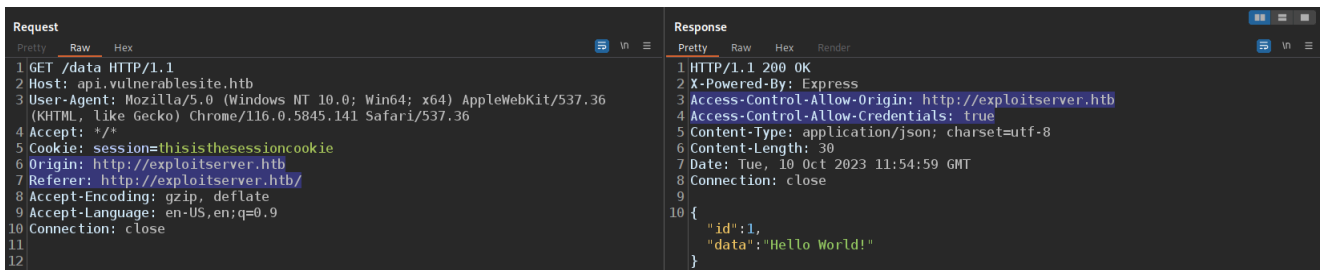 Request
Pretty Raw Hex
\n
1 GET /data HTTP/1.1
2 Host: api.vulnerablesite.htb
3 User-Agent: Mozilla/5.0 (Windows NT 10.0; Win64; x64) AppleWebKit/537.36
(KHTML, like Gecko) Chrome/116.0.5845.141 Safari/537.36
4 Accept: */*
5 Cookie: session=thisisthesessioncookie
6 Origin: http://exploitserver.htb
7 Referer: http://exploitserver.htb/
8 Accept-Encoding: gzip, deflate
9 Accept-Language: en-US,en;q=0.9
10 Connection: close
11
12
Response
Pretty Raw Hex Render
\n
1 HTTP/1.1 200 OK
2 X-Powered-By: Express
3 Access-Control-Allow-Origin: http://exploitserver.htb
4 Access-Control-Allow-Credentials: true
5 Content-Type: application/json; charset=utf-8
6 Content-Length: 30
7 Date: Tue, 10 Oct 2023 11:54:59 GMT
8 Connection: close
9
10 {
"id":1,
"data":"Hello World!"
}